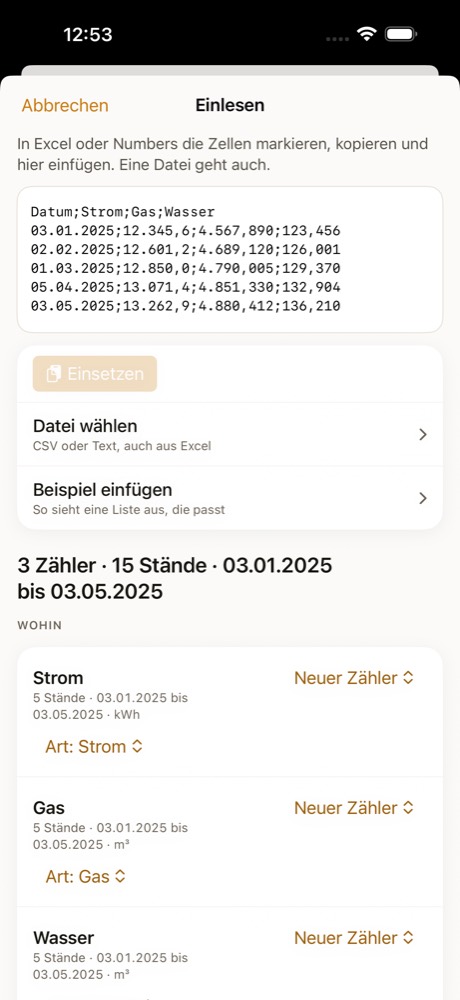 12:53
Abbrechen
Einlesen
In Excel oder Numbers die Zellen markieren, kopieren und
hier einfügen. Eine Datei geht auch.
Datum;Strom;Gas;Wasser
03.01.2025;12.345,6;4.567,890;123,456
02.02.2025;12.601,2;4.689,120;126,001
01.03.2025;12.850,0;4.790,005;129,370
05.04.2025;13.071,4;4.851,330;132,904
03.05.2025;13.262,9;4.880,412;136,210
Einsetzen
Datei wählen
CSV oder Text, auch aus Excel
Beispiel einfügen
So sieht eine Liste aus, die passt
3 Zähler · 15 Stände · 03.01.2025
bis 03.05.2025
WOHIN
Strom
Neuer Zähler
5 Stände · 03.01.2025 bis
03.05.2025 · kWh
Art: Strom
Gas
Neuer Zähler
5 Stände · 03.01.2025 bis
03.05.2025 · m³
Art: Gas
Wasser
Neuer Zähler
5 Stände · 03.01.2025 bis
03.05.2025 · m³